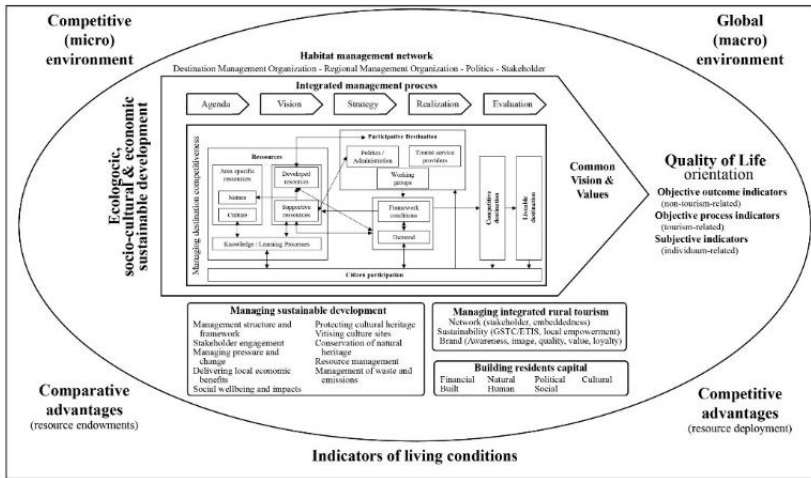 Competitive
(micro)
environment
Global
(macro)
environment
Habitat management network
Destination Management Organization - Regional Management Organization - Politics - Stakeholder
Integrated management process
Agenda
Vision
Strategy
Realization
Evaluation
Ecologocic,
socio-cultural & economic
sustainable development
Managing destination competitiveness
Participative Destination
Politics /
Administration
Tourist service
providers
Working
groups
Ressources
Area specific
resources
Nature
Culture
Developed
resources
Supportive
resources
Knowledge / Learning Processes
Framework
conditions
Demand
Competitive
destination
Liveable
destination
Citizen participation
Common
Vision &
Values
Quality of Life
orientation
Objective outcome indicators
(non-tourism-related)
Objective process indicators
(tourism-related)
Subjective indicators
(individuum-related)
Managing sustainable development
Management structure and
framework
Stakeholder engagement
Managing pressure and
change
Delivering local economic
benefits
Social wellbeing and impacts
Protecting cultural heritage
Vitising culture sites
Conservation of natural
heritage
Resource management
Management of waste and
emissions
Managing integrated rural tourism
Network (stakeholder, embeddedness)
Sustainability (GSTC/ETIS, local empowerment)
Brand (Awareness, image, quality, value, loyalty)
Building residents capital
Financial Natural Political Cultural
Built Human Social
Comparative
advantages
(resource endowments)
Competitive
advantages
(resource deployment)
Indicators of living conditions